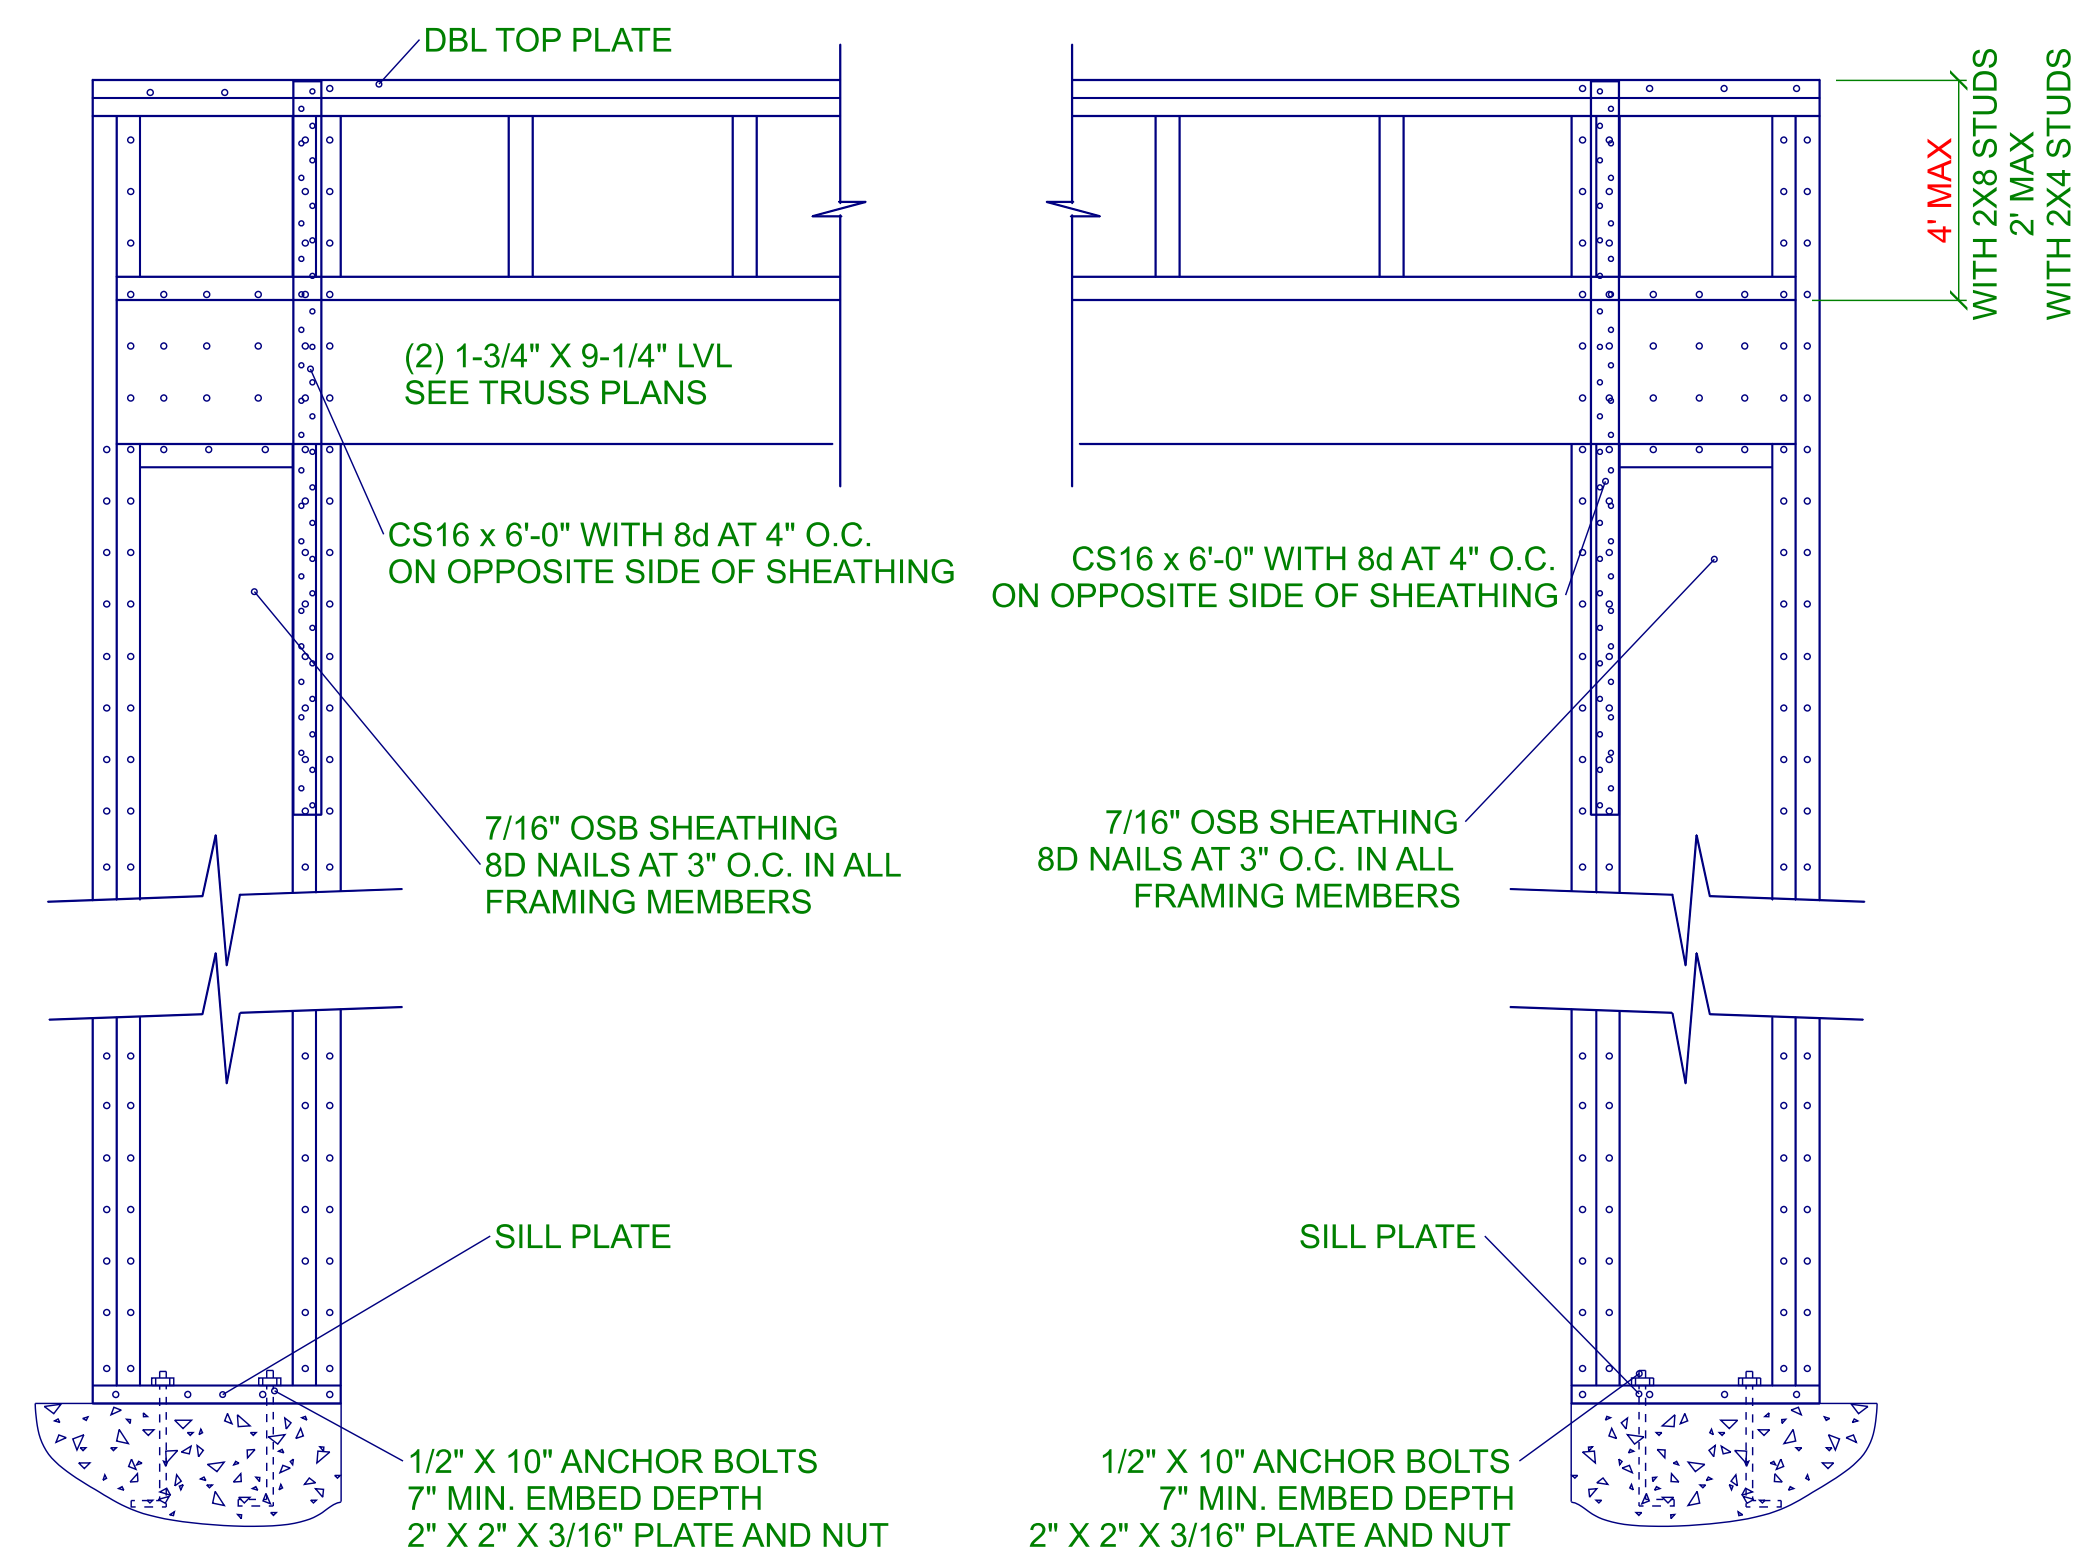 DBL TOP PLATE
(2) 1-3/4" X 9-1/4" LVL
SEE TRUSS PLANS
CS16 x 6'-0" WITH 8d AT 4" O.C.
ON OPPOSITE SIDE OF SHEATHING
7/16" OSB SHEATHING
8D NAILS AT 3" O.C. IN ALL
FRAMING MEMBERS
SILL PLATE
1/2" X 10" ANCHOR BOLTS
7" MIN. EMBED DEPTH
2" X 2" X 3/16" PLATE AND NUT
4' MAX
WITH 2X8 STUDS
2' MAX
WITH 2X4 STUDS
CS16 x 6'-0" WITH 8d AT 4" O.C.
ON OPPOSITE SIDE OF SHEATHING
7/16" OSB SHEATHING
8D NAILS AT 3" O.C. IN ALL
FRAMING MEMBERS
SILL PLATE
1/2" X 10" ANCHOR BOLTS
7" MIN. EMBED DEPTH
2" X 2" X 3/16" PLATE AND NUT